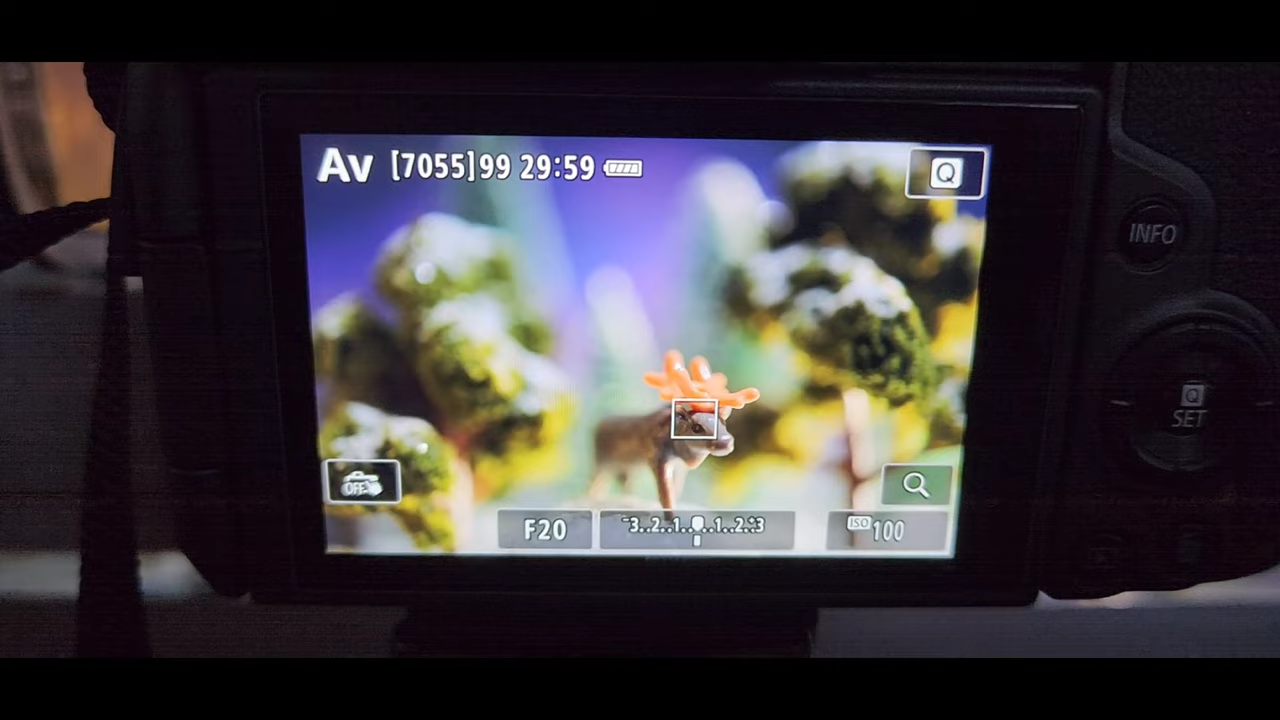 Av [7055]99 29:59
Q
INFO
Q
SET
OFF
F20
-3..2..1..0..1..2..+3
ISO 100